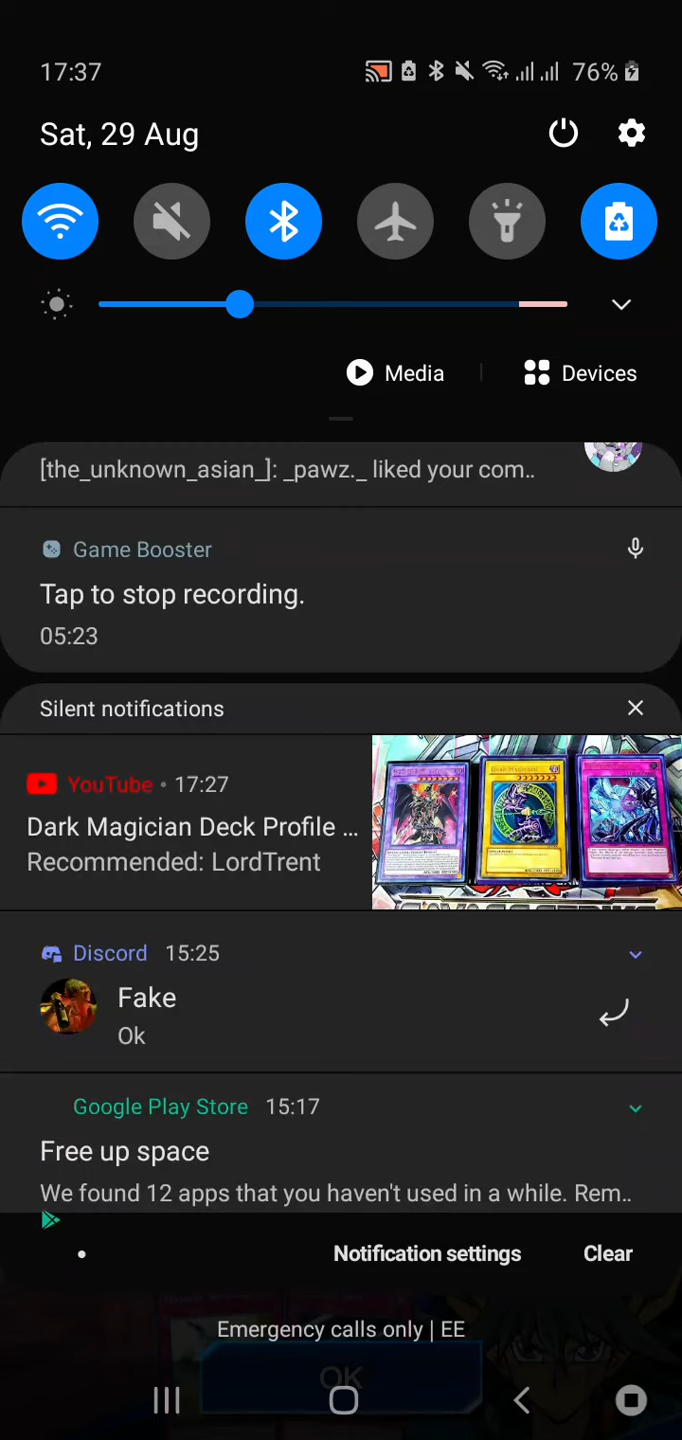 17:37
76%
Sat, 29 Aug
Media
Devices
[the_unknown_asian_]: _pawz._ liked your com..
Game Booster
Tap to stop recording.
05:23
Silent notifications
YouTube • 17:27
Dark Magician Deck Profile ...
Recommended: LordTrent
DARK MAGICIAN
Discord 15:25
Fake
Ok
Google Play Store 15:17
Free up space
We found 12 apps that you haven't used in a while. Rem..
Notification settings
Clear
Emergency calls only | EE
OK